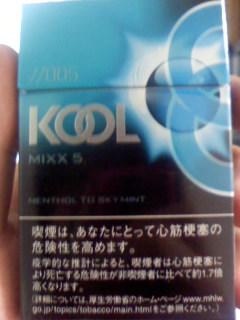 //005
KOOL
MIXX 5
MENTHOL TO SKYMINT
喫煙は、あなたにとって心筋梗塞の
危険性を高めます。
疫学的な推計によると、喫煙者は心筋梗塞に
より死亡する危険性が非喫煙者に比べて約1.7倍
高くなります。
(詳細については、厚生労働省のホーム・ページ www.mhlw.
go.jp/topics/tobacco/main.htmlをご参照ください。)